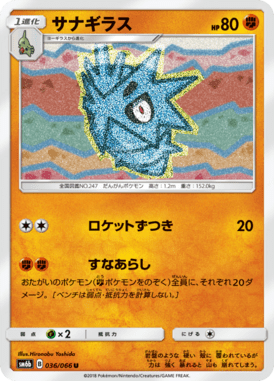 1進化
サナギラス
HP80
ヨーギラスから進化
全国図鑑NO.247 だんがんポケモン 高さ：1.2m 重さ：152.0kg
ロケットずつき 20
すなあらし
おたがいのポケモン（ポケモンをのぞく）全員に、それぞれ20ダ
メージ。［ベンチは弱点・抵抗力を計算しない。］
弱点 ×2 抵抗力 にげる
Illus. Hironobu Yoshida
sm6b 036/066 U
©2018 Pokémon/Nintendo/Creatures/GAME FREAK.